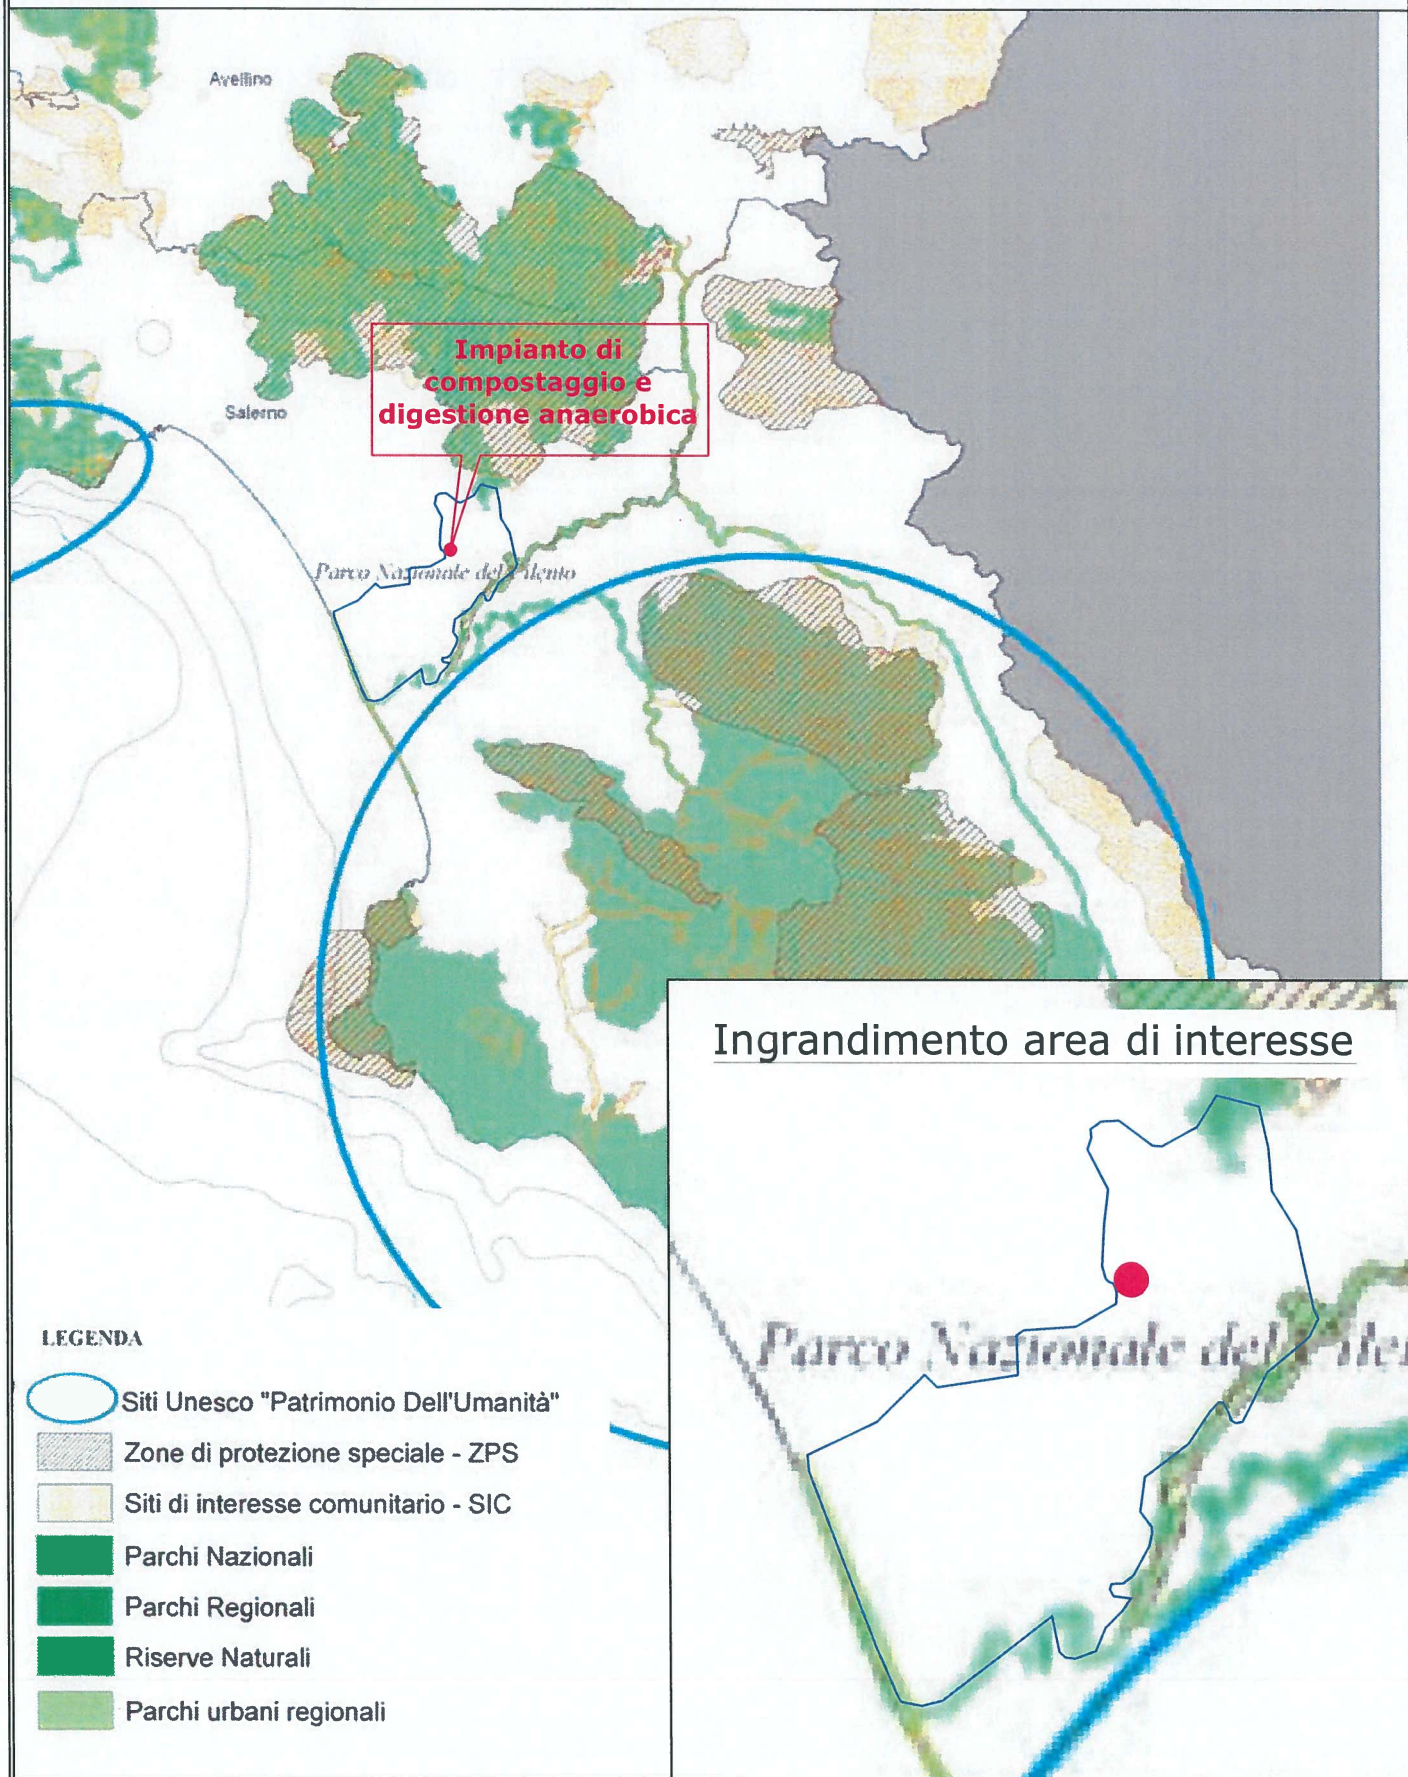 Avellino
Impianto di
compostaggio e
digestione anaerobica
Salerno
Parco Nazionale del Cilento
Ingrandimento area di interesse
Parco Nazionale del
LEGENDA
Siti Unesco "Patrimonio Dell'Umanità"
Zone di protezione speciale - ZPS
Siti di interesse comunitario - SIC
Parchi Nazionali
Parchi Regionali
Riserve Naturali
Parchi urbani regionali